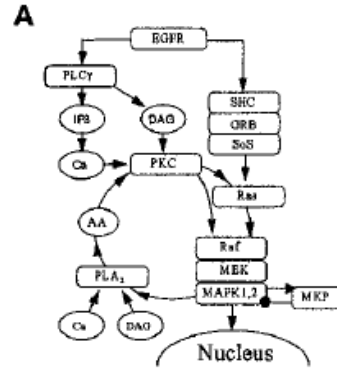 A
EGFR
PLCγ
SHC
IP3
DAG
GRB
SoS
Ca
PKC
Ras
AA
Raf
MEK
PLA₂
MAPK1,2
MKP
Ca
DAG
Nucleus